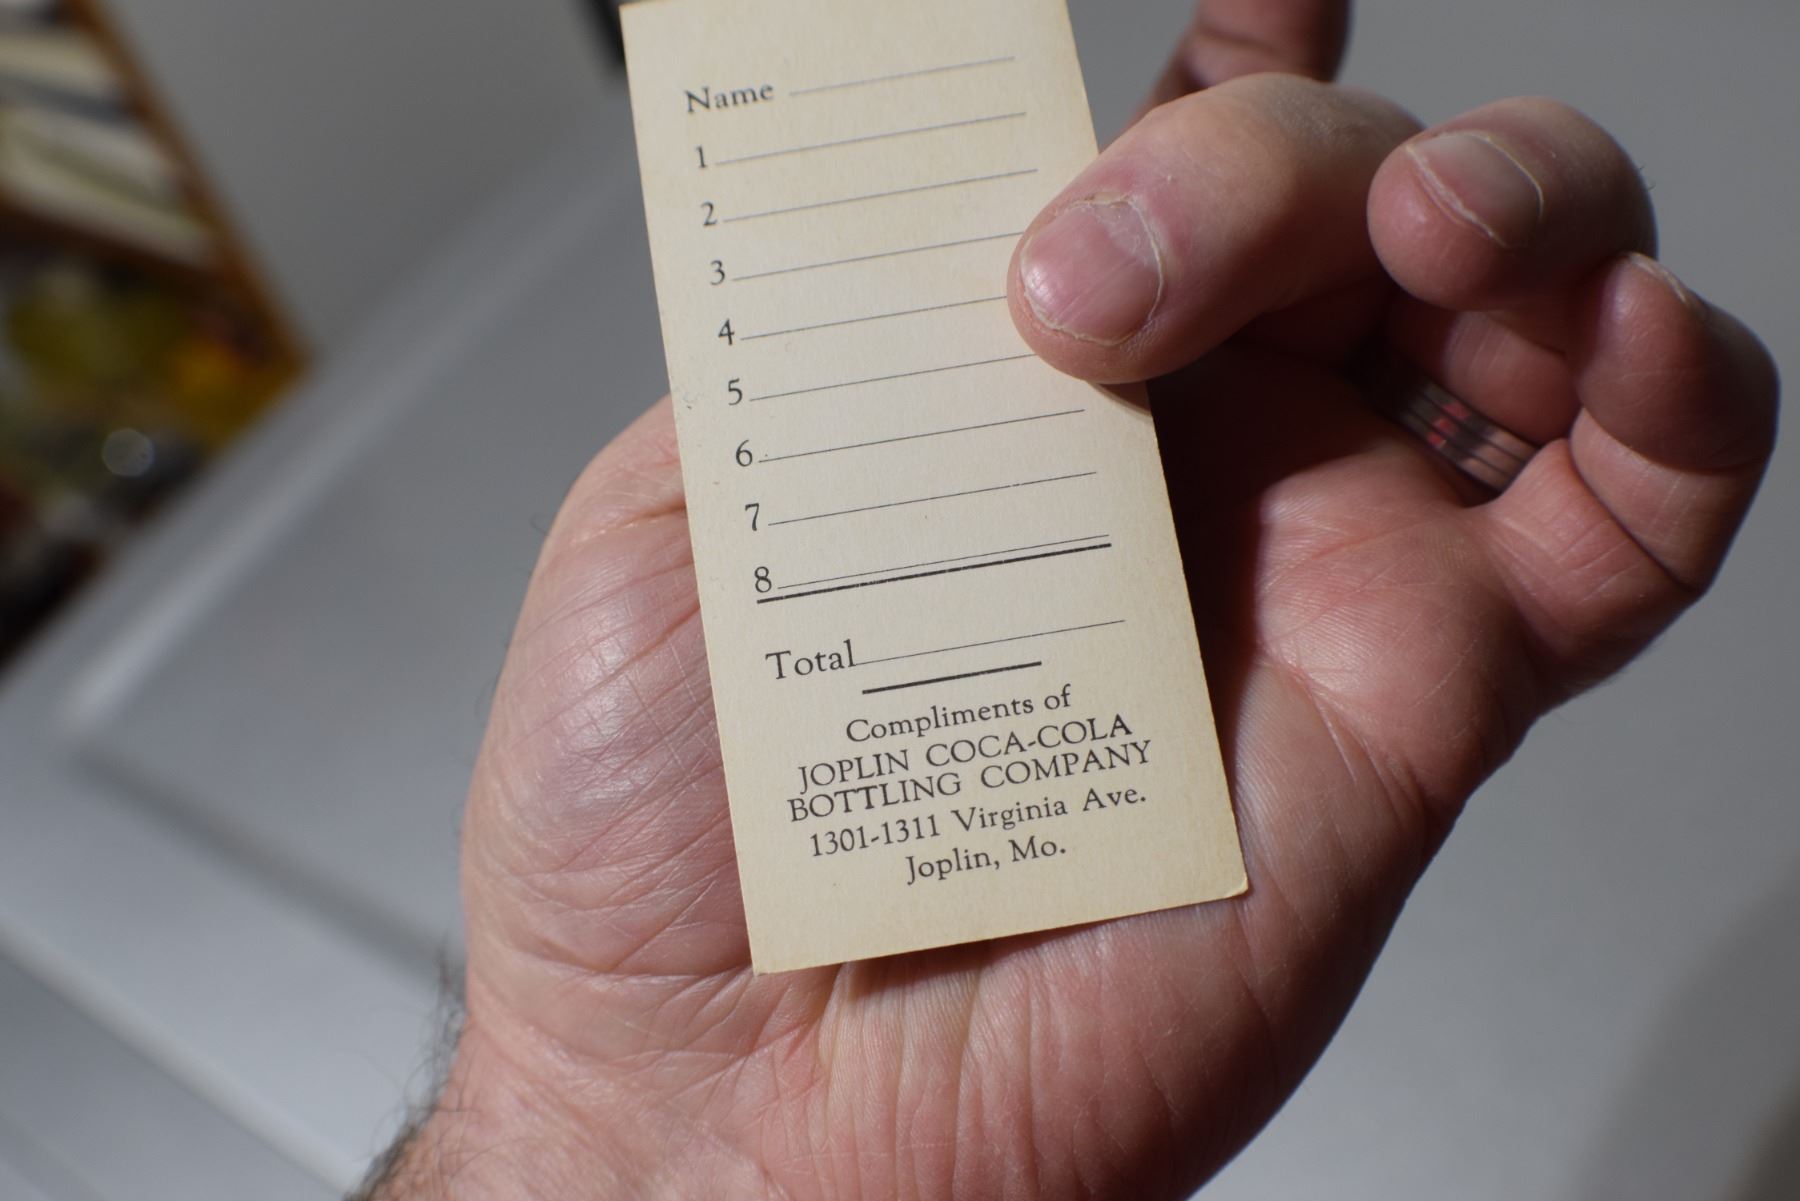 Name
1
2
3
4
5
6
7
8
Total
Compliments of
JOPLIN COCA-COLA
BOTTLING COMPANY
1301-1311 Virginia Ave.
Joplin, Mo.